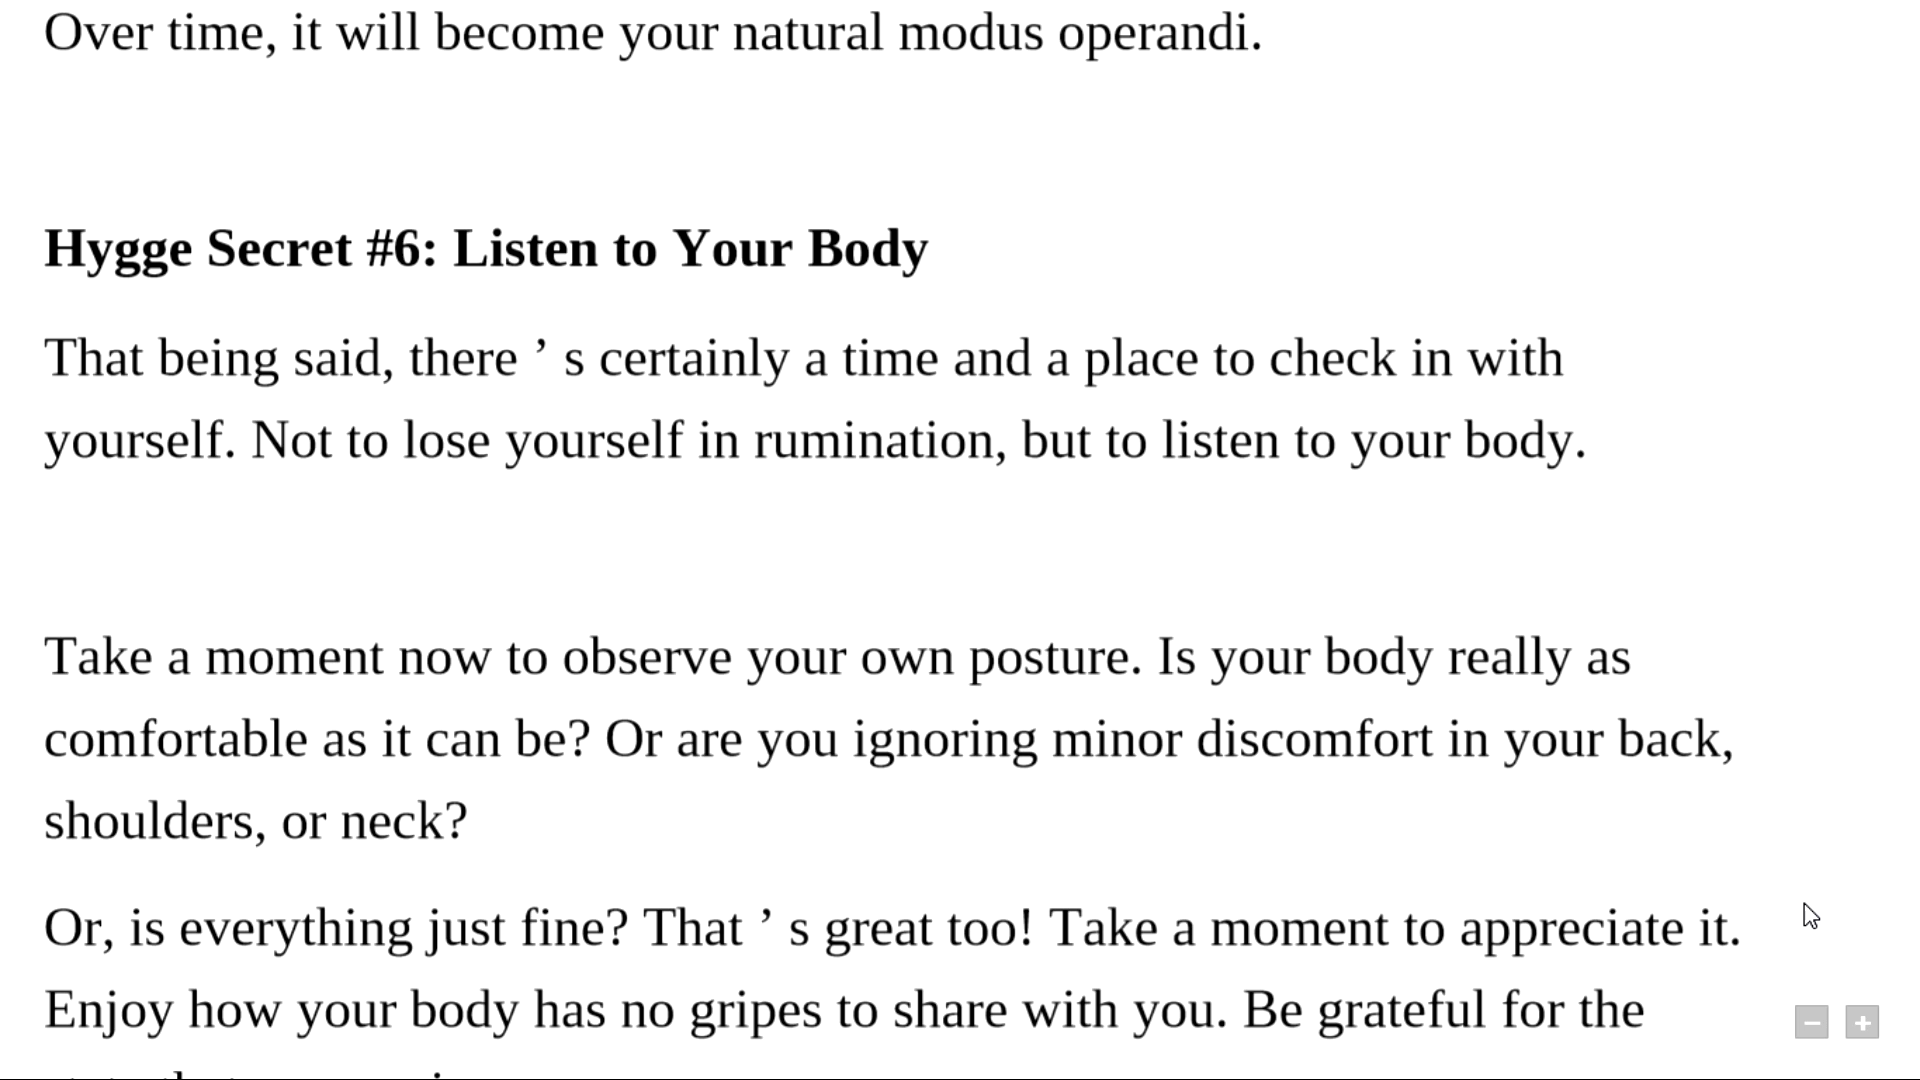 Over time, it will become your natural modus operandi.
Hygge Secret #6: Listen to Your Body
That being said, there ’ s certainly a time and a place to check in with
yourself. Not to lose yourself in rumination, but to listen to your body.
Take a moment now to observe your own posture. Is your body really as
comfortable as it can be? Or are you ignoring minor discomfort in your back,
shoulders, or neck?
Or, is everything just fine? That ’ s great too! Take a moment to appreciate it.
Enjoy how your body has no gripes to share with you. Be grateful for the